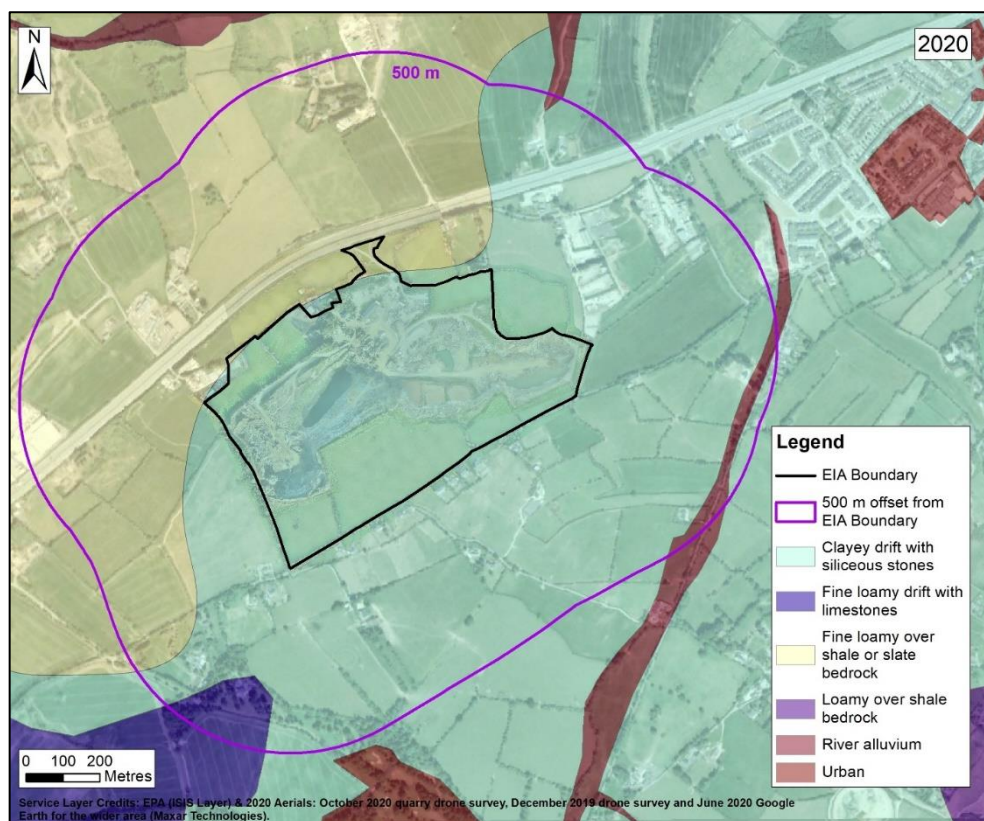 N
500 m
2020
Legend
EIA Boundary
500 m offset from
EIA Boundary
Clayey drift with
siliceous stones
Fine loamy drift with
limestones
Fine loamy over
shale or slate
bedrock
Loamy over shale
bedrock
River alluvium
Urban
0 100 200
Metres
Service Layer Credits: EPA (ISIS Layer) & 2020 Aerials: October 2020 quarry drone survey, December 2019 drone survey and June 2020 Google
Earth for the wider area (Maxar Technologies).